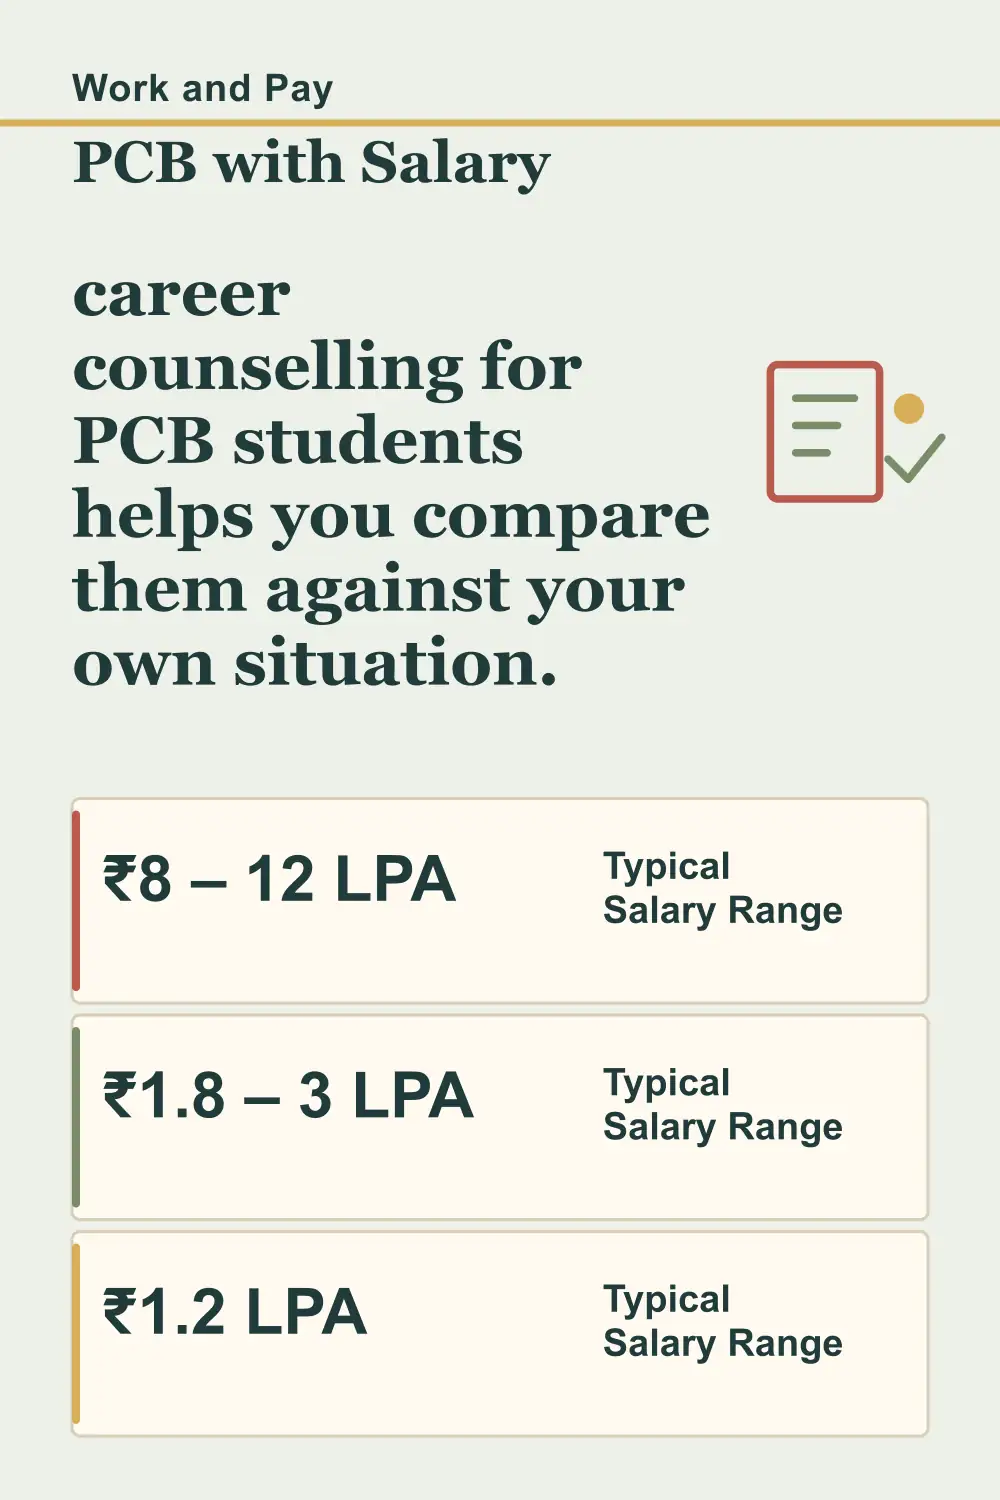 Work and Pay
PCB with Salary
career
counselling for
PCB students
helps you compare
them against your
own situation.
₹8 – 12 LPA
Typical
Salary Range
₹1.8 – 3 LPA
Typical
Salary Range
₹1.2 LPA
Typical
Salary Range